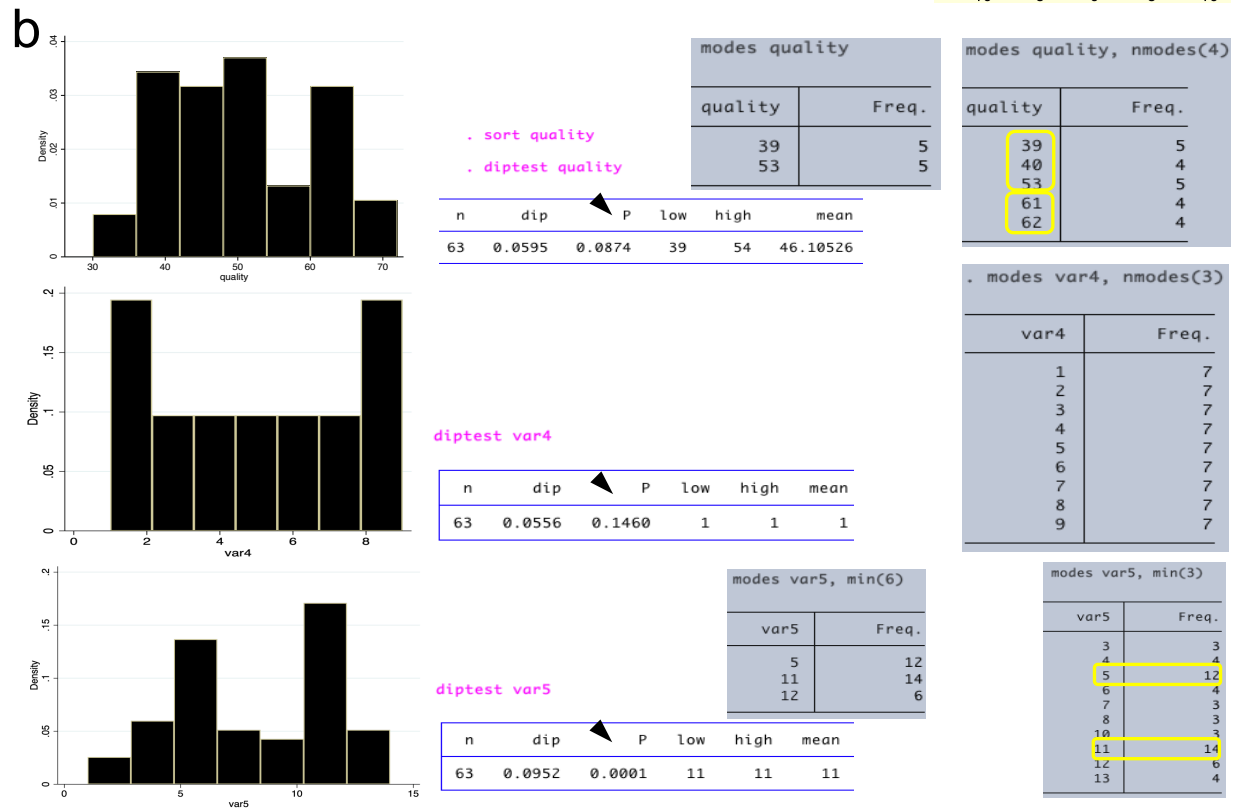 b
.04
.03
.02
.01
0
Density
30 40 50 60 70
quality
. sort quality
. diptest quality
n dip P low high mean
63 0.0595 0.0874 39 54 46.10526
modes quality
quality Freq.
39 5
53 5
modes quality, nmodes(4)
quality Freq.
39 5
40 4
53 5
61 4
62 4
.2
.15
.1
.05
0
Density
0 2 4 6 8
var4
diptest var4
n dip P low high mean
63 0.0556 0.1460 1 1 1
. modes var4, nmodes(3)
var4 Freq.
1 7
2 7
3 7
4 7
5 7
6 7
7 7
8 7
9 7
.2
.15
.1
.05
0
Density
0 5 10 15
var5
diptest var5
n dip P low high mean
63 0.0952 0.0001 11 11 11
modes var5, min(6)
var5 Freq.
5 12
11 14
12 6
modes var5, min(3)
var5 Freq.
3 3
4 4
5 12
6 4
7 3
8 3
10 3
11 14
12 6
13 4